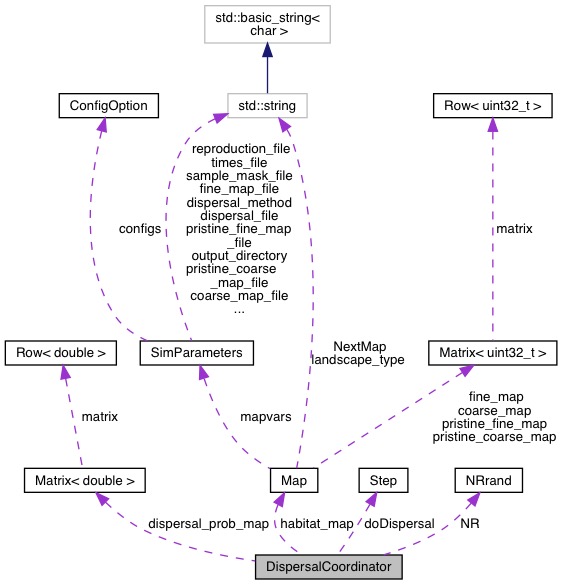 std::basic_string<
char >
ConfigOption
std::string
Row< uint32_t >
reproduction_file
times_file
sample_mask_file
fine_map_file
dispersal_method
dispersal_file
pristine_fine_map
_file
output_directory
pristine_coarse
_map_file
coarse_map_file
...
configs
matrix
Row< double >
SimParameters
NextMap
landscape_type
Matrix< uint32_t >
matrix
mapvars
fine_map
coarse_map
pristine_fine_map
pristine_coarse_map
Matrix< double >
Map
Step
NRrand
dispersal_prob_map
habitat_map
doDispersal
NR
DispersalCoordinator